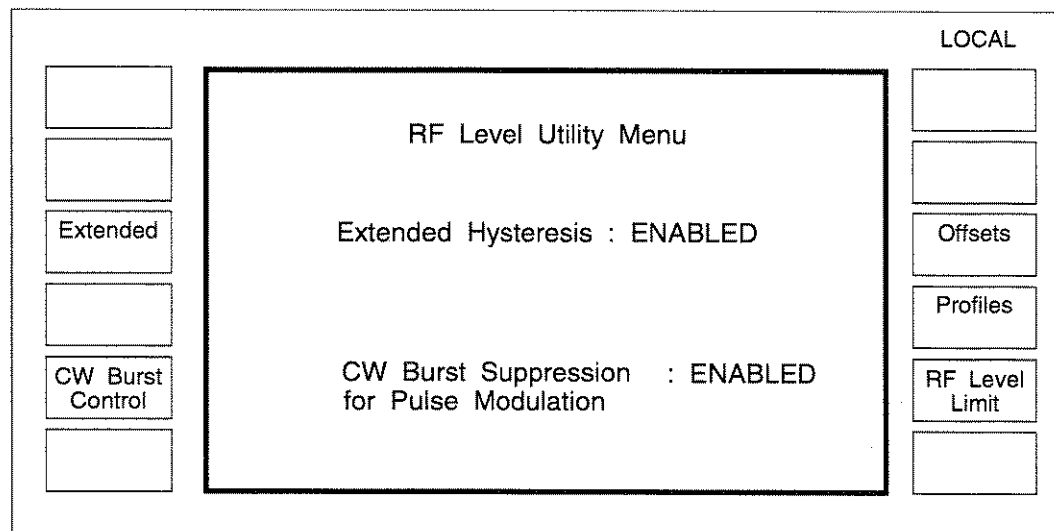 LOCAL
RF Level Utility Menu
Extended
Extended Hysteresis : ENABLED
Offsets
Profiles
CW Burst
Control
CW Burst Suppression : ENABLED
for Pulse Modulation
RF Level
Limit